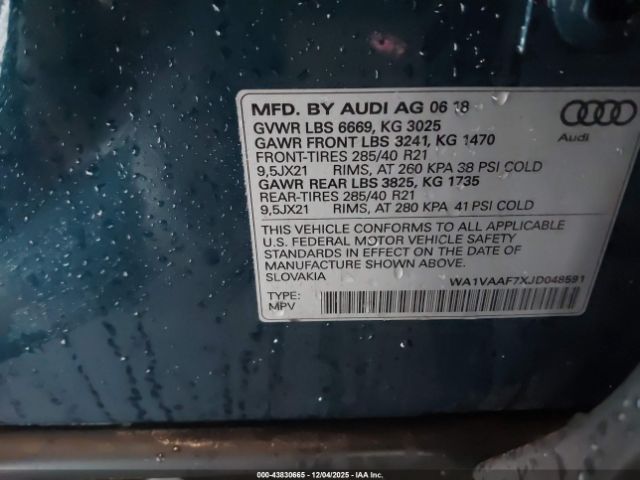 MFD. BY AUDI AG 06 18
GVWR LBS 6669, KG 3025
GAWR FRONT LBS 3241, KG 1470
FRONT-TIRES 285/40 R21
9,5JX21 RIMS, AT 260 KPA 38 PSI COLD
GAWR REAR LBS 3825, KG 1735
REAR-TIRES 285/40 R21
9,5JX21 RIMS, AT 280 KPA 41 PSI COLD
Audi
THIS VEHICLE CONFORMS TO ALL APPLICABLE
U.S. FEDERAL MOTOR VEHICLE SAFETY
STANDARDS IN EFFECT ON THE DATE OF
MANUFACTURE SHOWN ABOVE.
SLOVAKIA
WA1VAAF7XJD048591
TYPE:
MPV
000-43830665 - 12/04/2025 - IAAI.COM